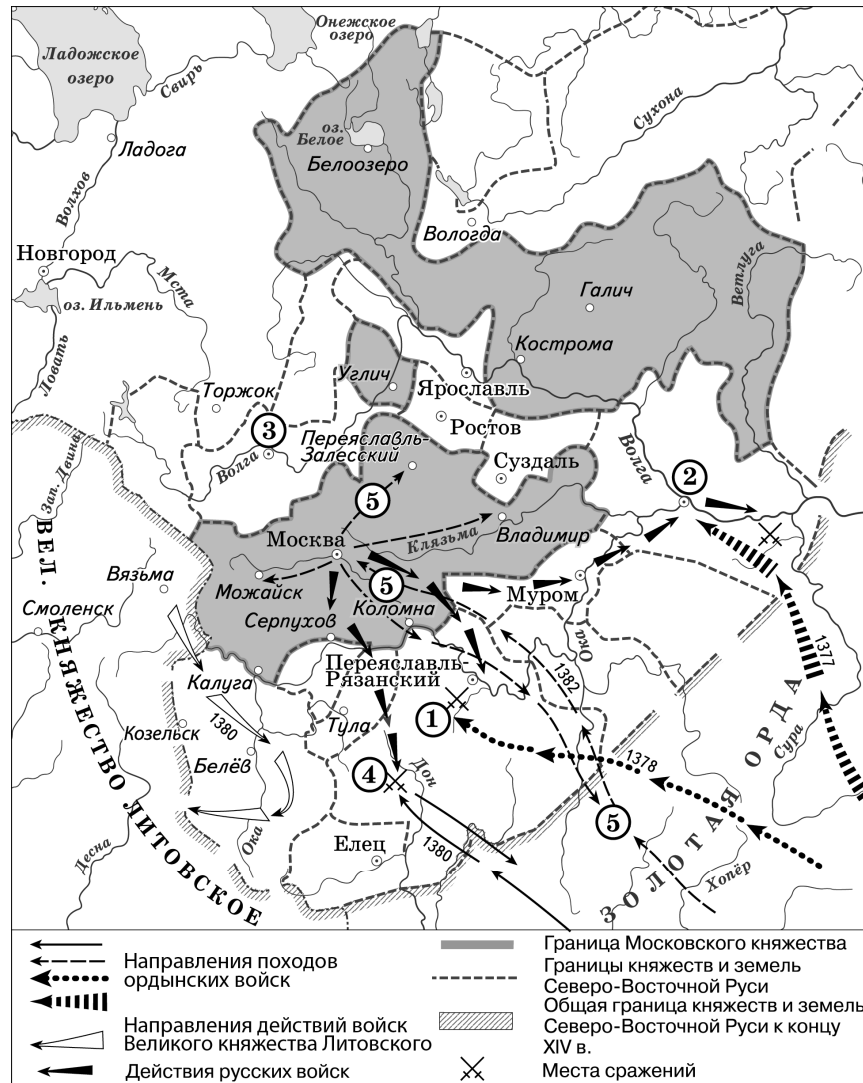 Онежское
озеро
Ладожское
озеро
Свирь
Сухона
оз.
Белое
Белоозеро
Ладога
Волхов
Вологда
Новгород
Мста
оз. Ильмень
Ловать
Ветлуга
Галич
Кострома
Углич
Ярославль
Торжок
Ростов
3
Переяславль-
Залесский
Волга
Волга
Суздаль
Зап. Двина
5
2
Владимир
Москва
Клязьма
ВЕЛ. КНЯЖЕСТВО ЛИТОВСКОЕ
Вязьма
Можайск
5
Муром
Смоленск
Серпухов
Коломна
Ока
1377
Переяславль-
Рязанский
Калуга
1382
1380
Козельск
Тула
1
Сура
Белёв
4
Дон
1378
ЗОЛОТАЯ ОРДА
5
Десна
Ока
Елец
1380
Хопёр
Направления походов
ордынских войск
Направления действий войск
Великого княжества Литовского
Действия русских войск
Граница Московского княжества
Границы княжеств и земель
Северо-Восточной Руси
Общая граница княжеств и земель
Северо-Восточной Руси к концу
XIV в.
Места сражений